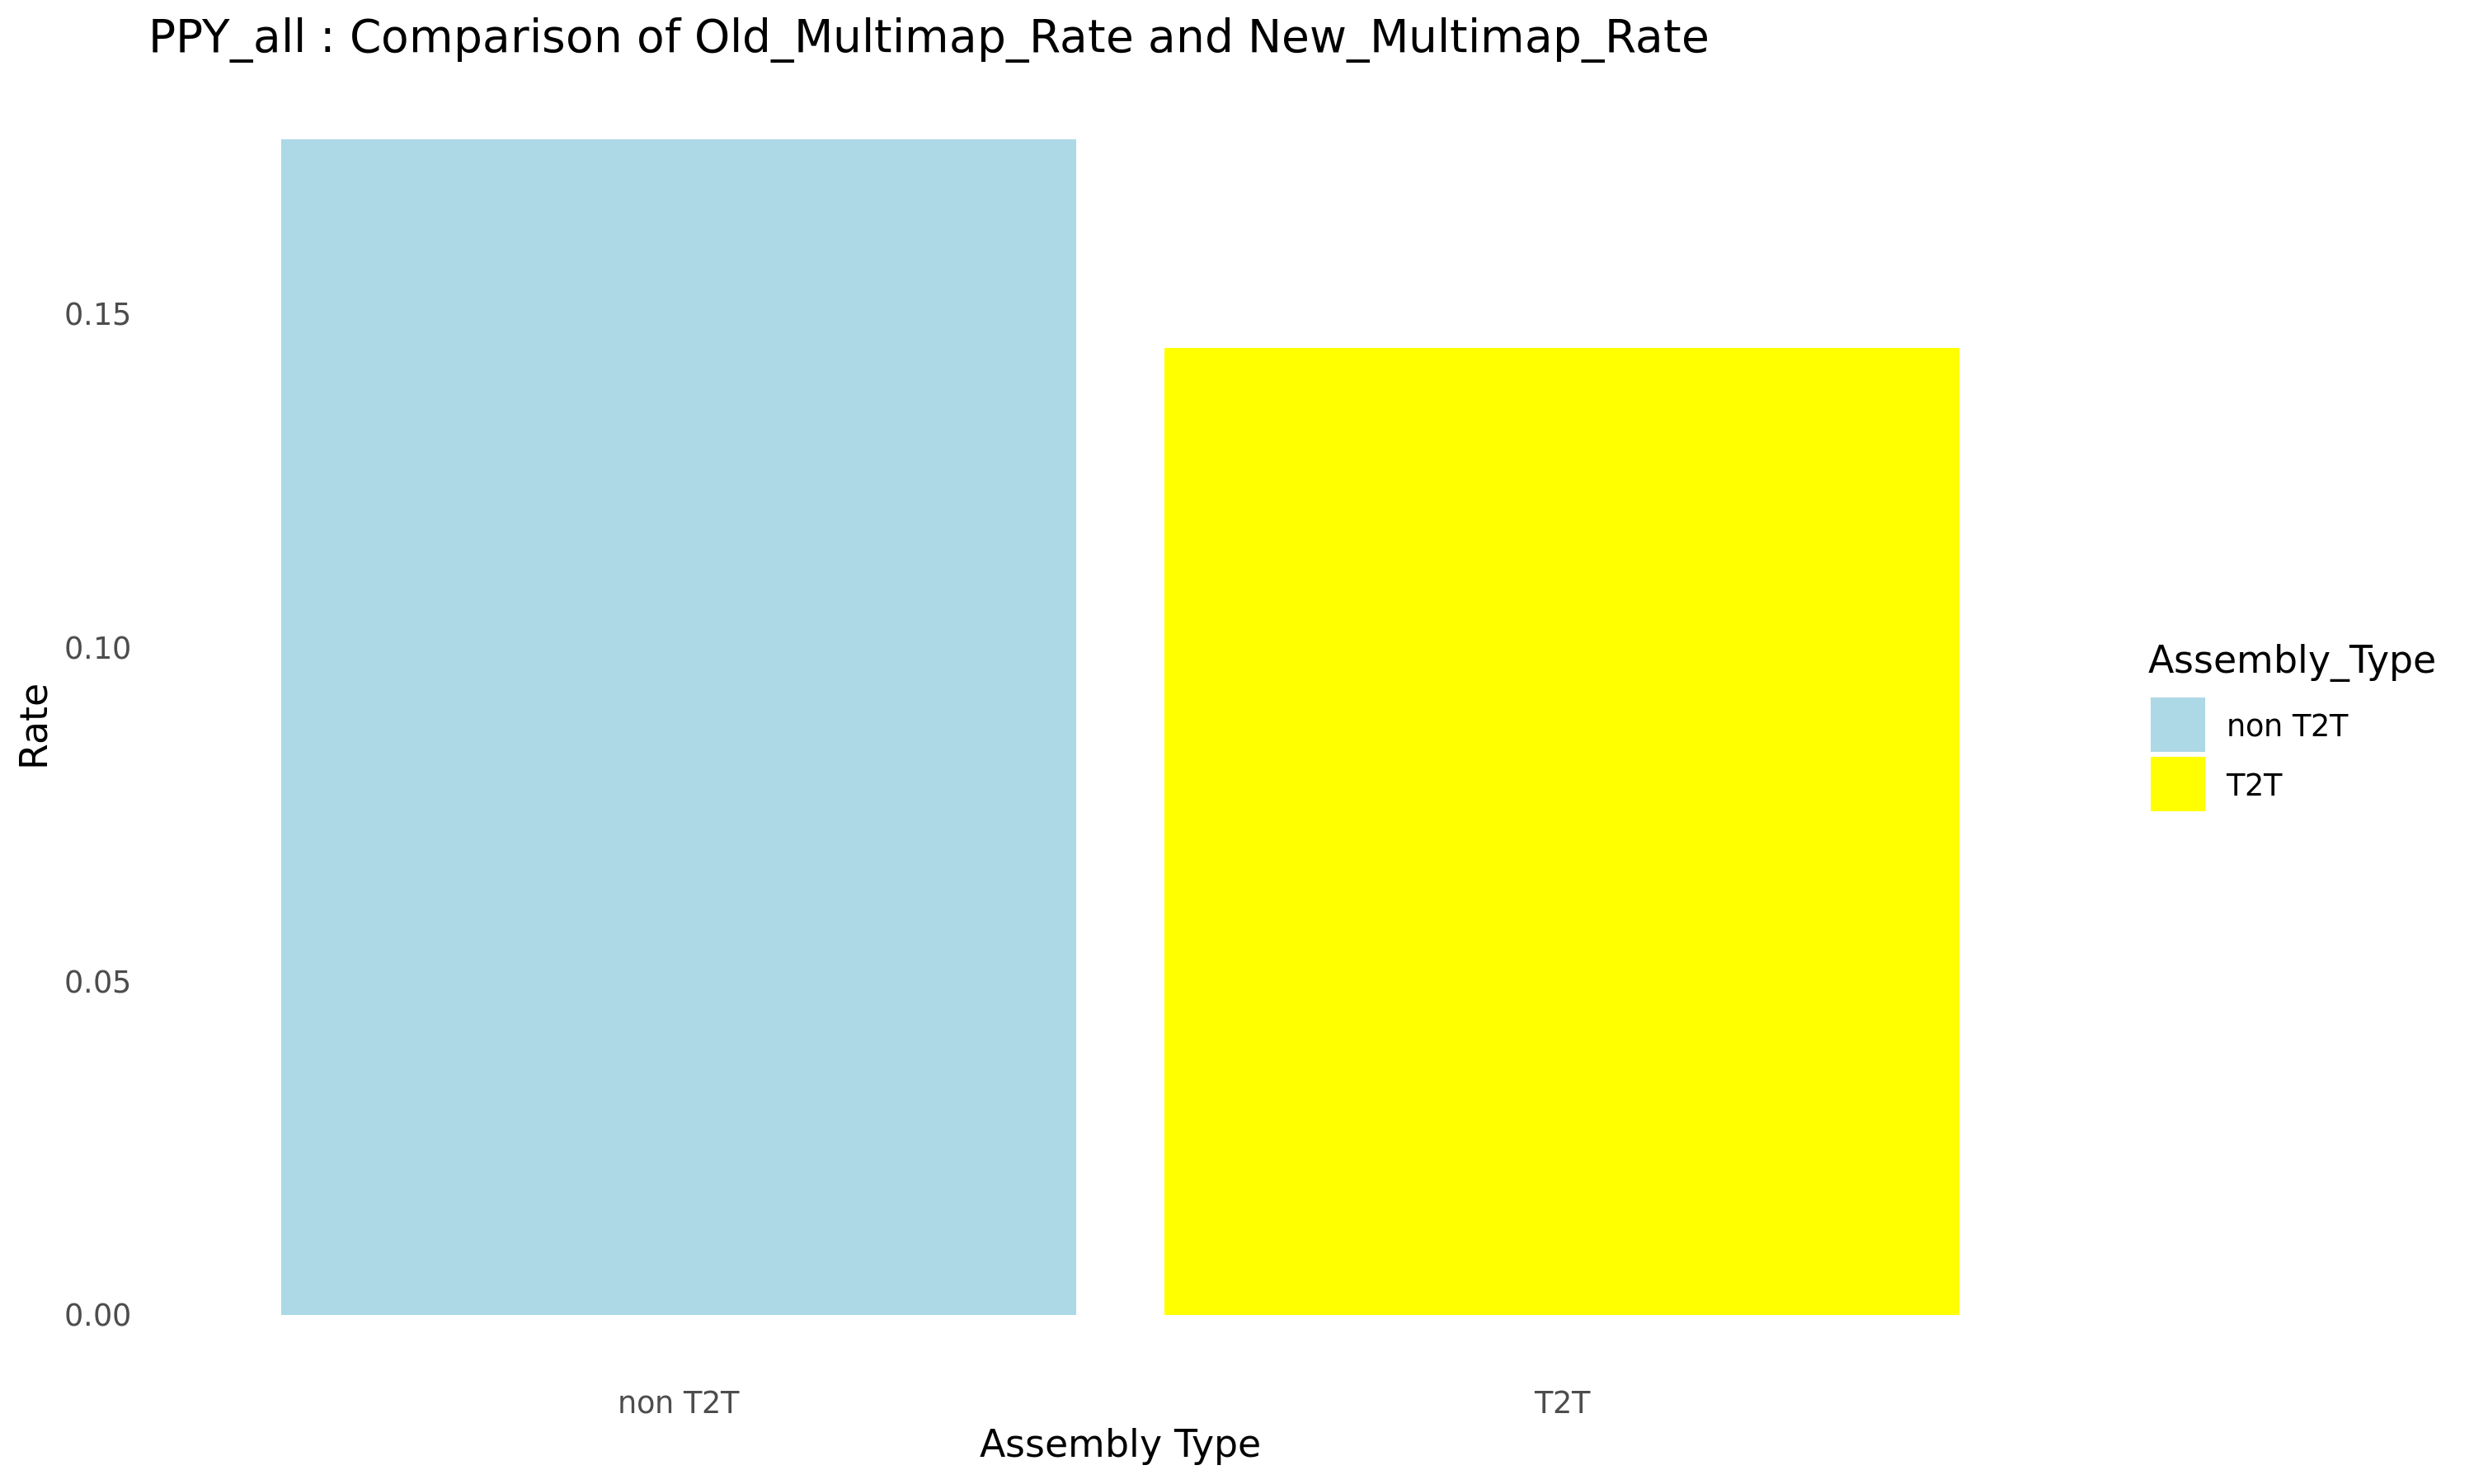 PPY_all : Comparison of Old_Multimap_Rate and New_Multimap_Rate
0.15
0.10
0.05
0.00
Rate
non T2T
T2T
Assembly Type
Assembly_Type
non T2T
T2T